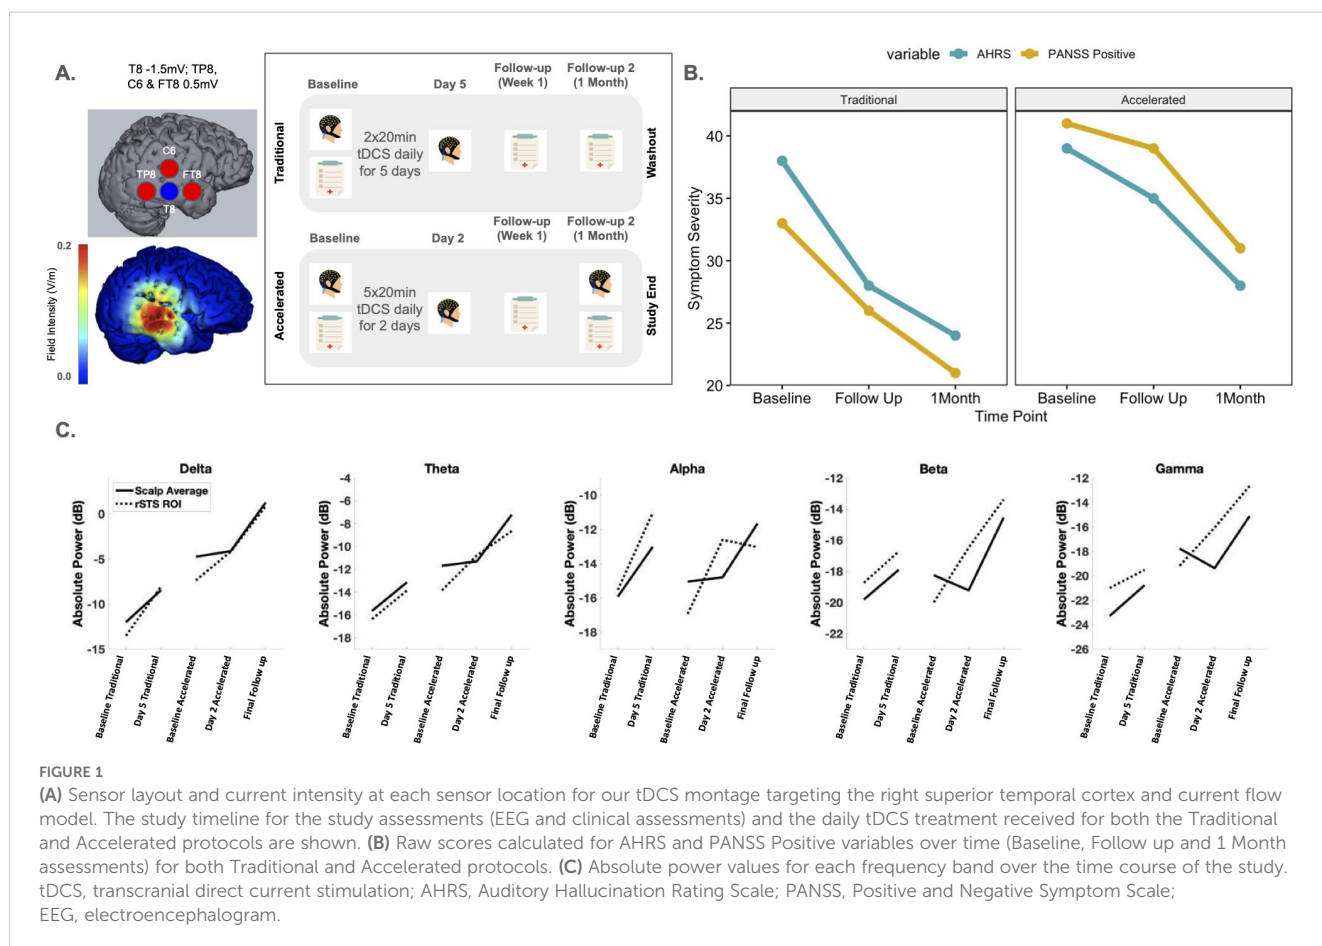 A.
T8 -1.5mV; TP8,
C6 & FT8 0.5mV
C6
TP8
FT8
T8
Field Intensity (V/m)
0.2
0.0
Traditional
Baseline
Day 5
Follow-up
(Week 1)
Follow-up 2
(1 Month)
2x20min
tDCS daily
for 5 days
Washout
Accelerated
Baseline
Day 2
Follow-up
(Week 1)
Follow-up 2
(1 Month)
5x20min
tDCS daily
for 2 days
Study End
B.
variable AHRS PANSS Positive
Traditional
Accelerated
Symptom Severity
40
35
30
25
20
Baseline Follow Up 1Month
Baseline Follow Up 1Month
Time Point
C.
Delta
Scalp Average
rSTS ROI
Absolute Power (dB)
0
-5
-10
-15
Baseline Traditional
Day 5 Traditional
Baseline Accelerated
Day 2 Accelerated
Final Follow up
Theta
Absolute Power (dB)
-4
-6
-8
-10
-12
-14
-16
-18
Baseline Traditional
Day 5 Traditional
Baseline Accelerated
Day 2 Accelerated
Final Follow up
Alpha
Absolute Power (dB)
-10
-12
-14
-16
-18
Baseline Traditional
Day 5 Traditional
Baseline Accelerated
Day 2 Accelerated
Final Follow up
Beta
Absolute Power (dB)
-12
-14
-16
-18
-20
-22
Baseline Traditional
Day 5 Traditional
Baseline Accelerated
Day 2 Accelerated
Final Follow up
Gamma
Absolute Power (dB)
-12
-14
-16
-18
-20
-22
-24
-26
Baseline Traditional
Day 5 Traditional
Baseline Accelerated
Day 2 Accelerated
Final Follow up
FIGURE 1
(A) Sensor layout and current intensity at each sensor location for our tDCS montage targeting the right superior temporal cortex and current flow
model. The study timeline for the study assessments (EEG and clinical assessments) and the daily tDCS treatment received for both the Traditional
and Accelerated protocols are shown. (B) Raw scores calculated for AHRS and PANSS Positive variables over time (Baseline, Follow up and 1 Month
assessments) for both Traditional and Accelerated protocols. (C) Absolute power values for each frequency band over the time course of the study.
tDCS, transcranial direct current stimulation; AHRS, Auditory Hallucination Rating Scale; PANSS, Positive and Negative Symptom Scale;
EEG, electroencephalogram.